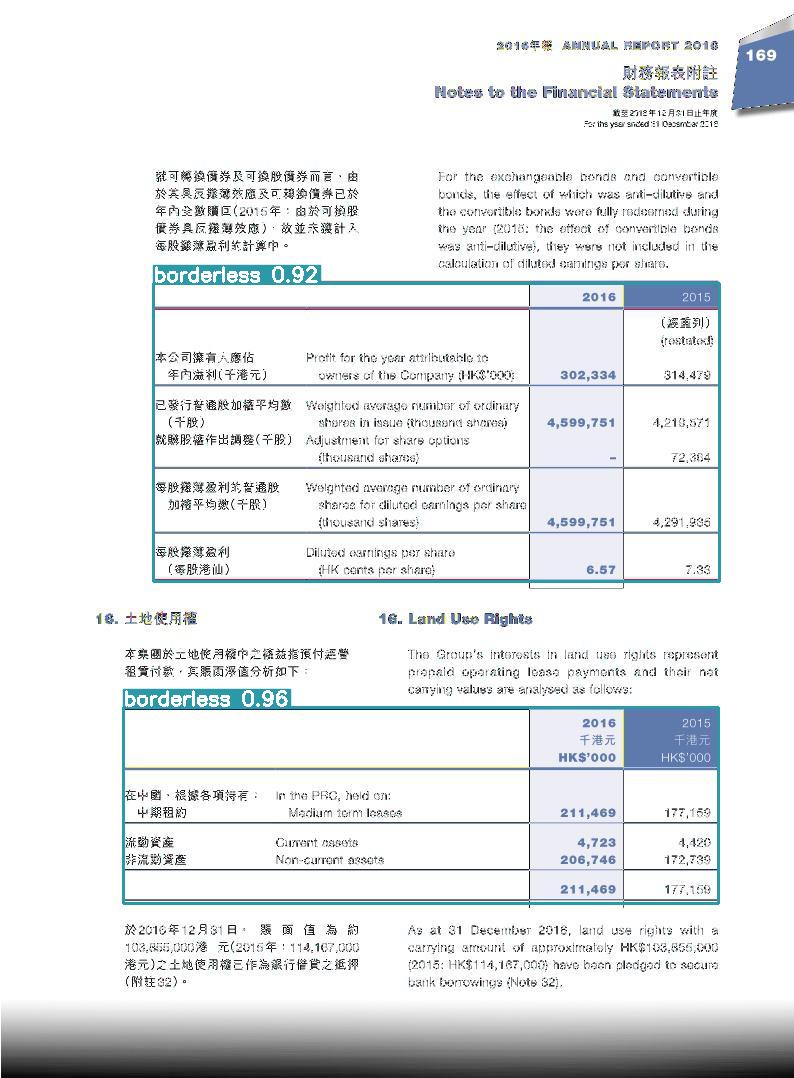 2016年報 ANNUAL REPORT 2016
169
財務報表附註
Notes to the Financial Statements
截至2016年12月31日止年度
For the year ended 31 December 2016
就可轉換債券及可換股債券而言，由
於其具反攤薄效應及可轉換債券已於
年內全數贖回(2015年：由於可換股
債券具反攤薄效應)，故並未獲計入
每股攤薄盈利的計算中。
For the exchangeable bonds and convertible
bonds, the effect of which was anti-dilutive and
the convertible bonds were fully redeemed during
the year (2015: the effect of convertible bonds
was anti-dilutive), they were not included in the
calculation of diluted earnings per share.
borderless 0.92
2016 2015
(經重列)
(restated)
本公司擁有人應佔 Profit for the year attributable to
年內溢利(千港元) owners of the Company (HK$'000) 302,334 314,479
已發行普通股加權平均數 Weighted average number of ordinary
(千股) shares in issue (thousand shares) 4,599,751 4,219,571
就購股權作出調整(千股) Adjustment for share options
(thousand shares) – 72,364
每股攤薄盈利的普通股 Weighted average number of ordinary
加權平均數(千股) shares for diluted earnings per share
(thousand shares) 4,599,751 4,291,935
每股攤薄盈利 Diluted earnings per share
(每股港仙) (HK cents per share) 6.57 7.33
16. 土地使用權
16. Land Use Rights
本集團於土地使用權中之權益指預付經營
租賃付款，其賬面淨值分析如下：
The Group's interests in land use rights represent
prepaid operating lease payments and their net
carrying values are analysed as follows:
borderless 0.96
2016 2015
千港元 千港元
HK$'000 HK$'000
在中國，根據各項持有： In the PRC, held on:
中期租約 Medium term leases 211,469 177,159
流動資產 Current assets 4,723 4,420
非流動資產 Non-current assets 206,746 172,739
211,469 177,159
於2016年12月31日，賬面值為約
103,855,000港元(2015年：114,167,000
港元)之土地使用權已作為銀行借貸之抵押
(附註32)。
As at 31 December 2016, land use rights with a
carrying amount of approximately HK$103,855,000
(2015: HK$114,167,000) have been pledged to secure
bank borrowings (Note 32).